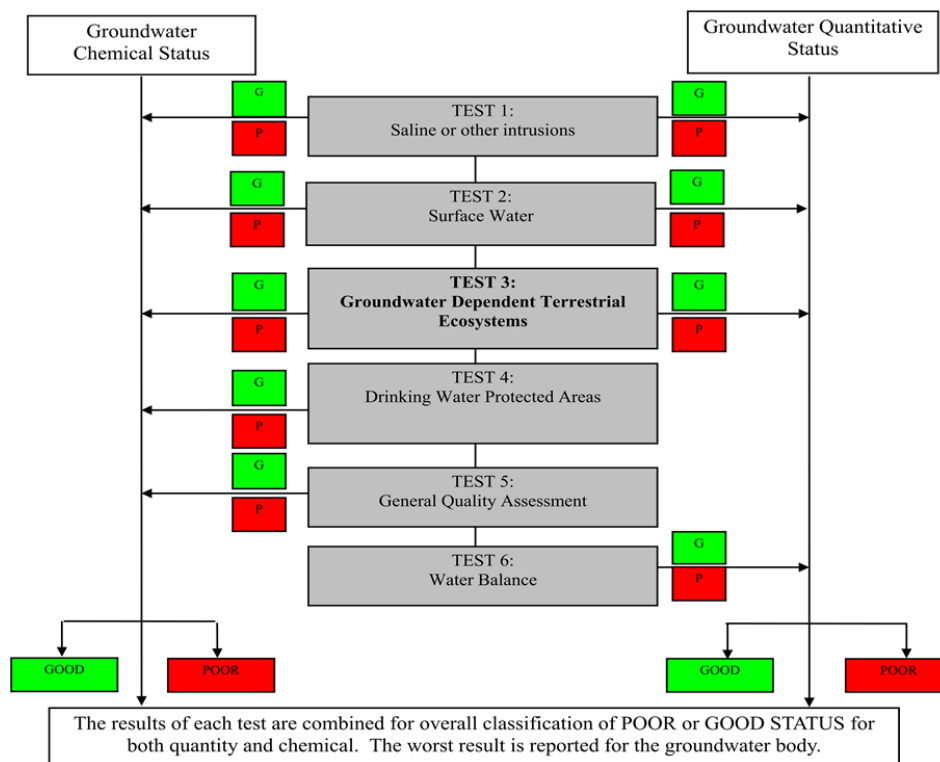 Groundwater
Chemical Status
Groundwater Quantitative
Status
G
P
TEST 1:
Saline or other intrusions
G
P
G
P
TEST 2:
Surface Water
G
P
G
P
TEST 3:
Groundwater Dependent Terrestrial
Ecosystems
G
P
G
P
TEST 4:
Drinking Water Protected Areas
G
P
TEST 5:
General Quality Assessment
TEST 6:
Water Balance
G
P
GOOD
POOR
GOOD
POOR
The results of each test are combined for overall classification of POOR or GOOD STATUS for
both quantity and chemical. The worst result is reported for the groundwater body.